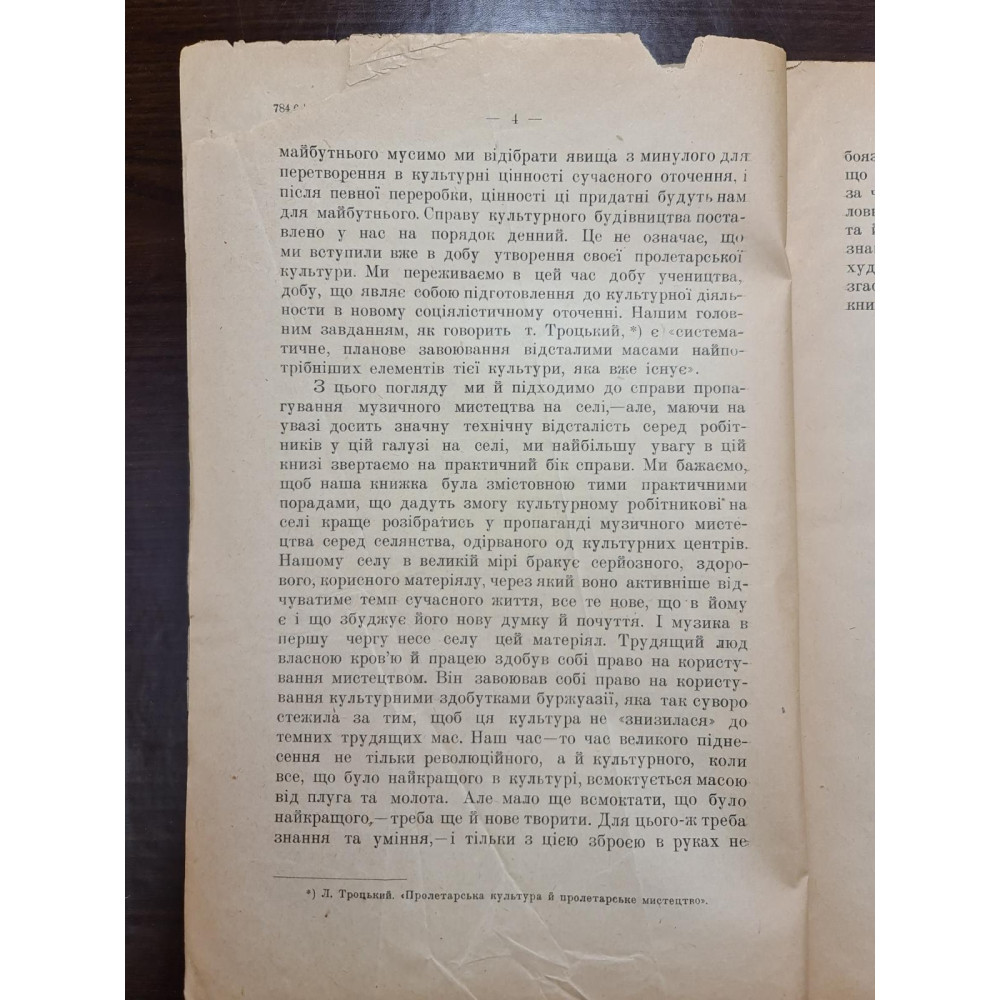 784
— 4 —
майбутнього мусимо ми відібрати явища з минулого для
перетворення в культурні цінності сучасного оточення, і
після певної переробки, цінності ці придатні будуть нам
для майбутнього. Справу культурного будівництва поста-
влено у нас на порядок денний. Це не означає, що
ми вступили вже в добу утворення своєї пролетарської
культури. Ми переживаємо в цей час добу учеництва,
добу, що являє собою підготовлення до культурної діяль-
ности в новому соціялістичному оточенні. Нашим голов-
ним завданням, як говорить т. Троцький, *) є «система-
тичне, планове завоювання відсталими масами найпо-
трібніших елементів тієї культури, яка вже існує».
З цього погляду ми й підходимо до справи пропа-
гування музичного мистецтва на селі,—але, маючи на
увазі досить значну технічну відсталість серед робіт-
ників у цій галузі на селі, ми найбільшу увагу в цій
книзі звертаємо на практичний бік справи. Ми бажаємо,
щоб наша книжка була змістовною тими практичними
порадами, що дадуть змогу культурному робітникові на
селі краще розібратись у пропаганді музичного мисте-
цтва серед селянства, одірваного од культурних центрів.
Нашому селу в великій мірі бракує серйозного, здоро-
вого, корисного матеріялу, через який воно активніше від-
чуватиме темп сучасного життя, все те нове, що в йому
є і що збуджує його нову думку й почуття. І музика в
першу чергу несе селу цей матеріял. Трудящий люд
власною кров'ю й працею здобув собі право на користу-
вання мистецтвом. Він завоював собі право на користу-
вання культурними здобутками буржуазії, яка так суворо
стежила за тим, щоб ця культура не «знизилася» до
темних трудящих мас. Наш час—то час великого підне-
сення не тільки революційного, а й культурного, коли
все, що було найкращого в культурі, всмоктується масою
від плуга та молота. Але мало ще всмоктати, що було
найкращого,—треба ще й нове творити. Для цього-ж треба
знання та уміння,—і тільки з цією зброєю в руках не
*) Л. Троцький. «Пролетарська культура й пролетарське мистецтво».
бояз
що
за ч
ловн
та й
знан
худ
згас
кни